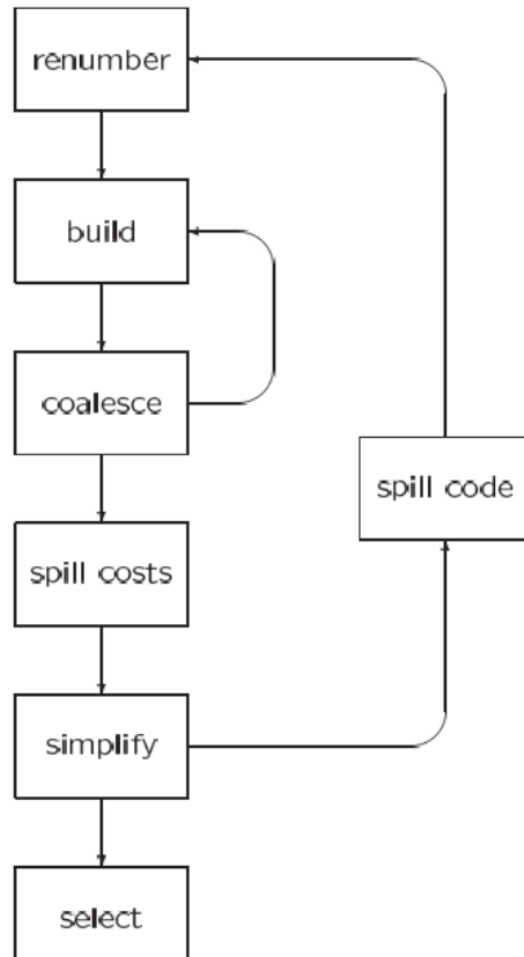 renumber
build
coalesce
spill code
spill costs
simplify
select